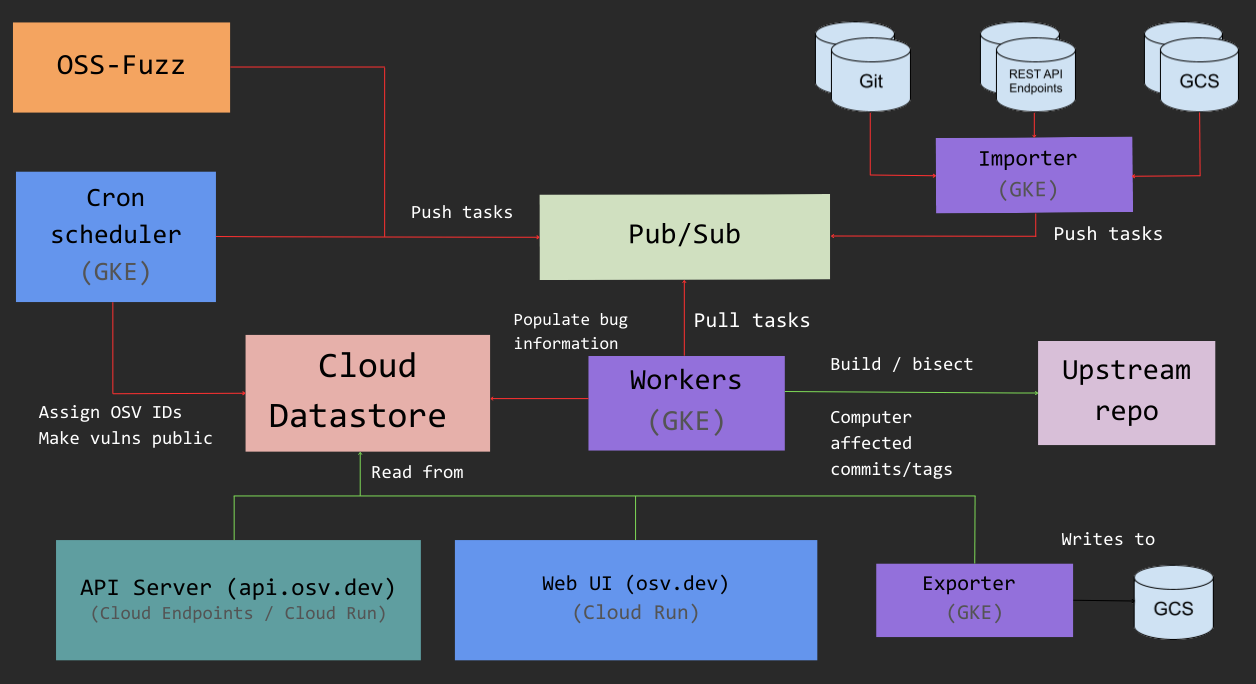 OSS-Fuzz
Git
REST API
Endpoints
GCS
Importer
(GKE)
Cron
scheduler
(GKE)
Push tasks
Pub/Sub
Push tasks
Populate bug
information
Pull tasks
Cloud
Datastore
Workers
(GKE)
Build / bisect
Computer
affected
commits/tags
Upstream
repo
Assign OSV IDs
Make vulns public
Read from
API Server (api.osv.dev)
(Cloud Endpoints / Cloud Run)
Web UI (osv.dev)
(Cloud Run)
Exporter
(GKE)
Writes to
GCS